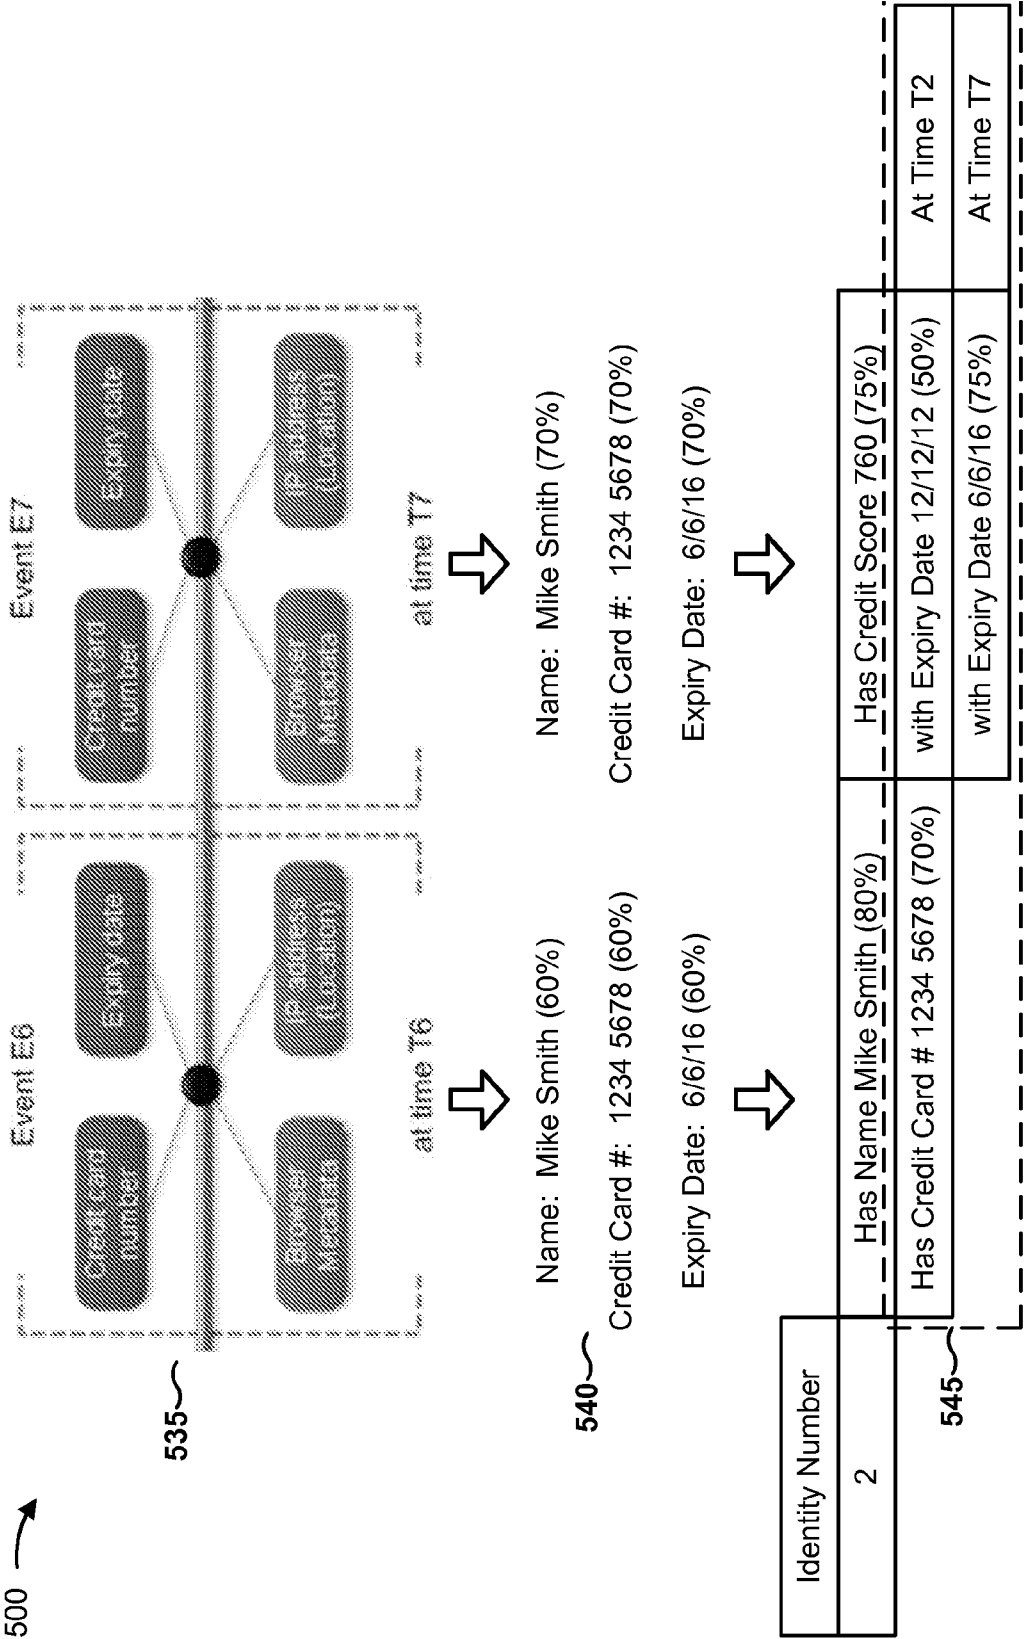 500
535
Event E6
Credit card
number
Expiry date
Browser
Metadata
IP address
(Location)
at time T6
Event E7
Credit card
number
Expiry date
Browser
Metadata
IP address
(Location)
at time T7
540
Name: Mike Smith (60%)
Credit Card #: 1234 5678 (60%)
Expiry Date: 6/6/16 (60%)
Name: Mike Smith (70%)
Credit Card #: 1234 5678 (70%)
Expiry Date: 6/6/16 (70%)
Identity Number
2
Has Name Mike Smith (80%)
Has Credit Score 760 (75%)
Has Credit Card # 1234 5678 (70%)
with Expiry Date 12/12/12 (50%)
At Time T2
with Expiry Date 6/6/16 (75%)
At Time T7
545